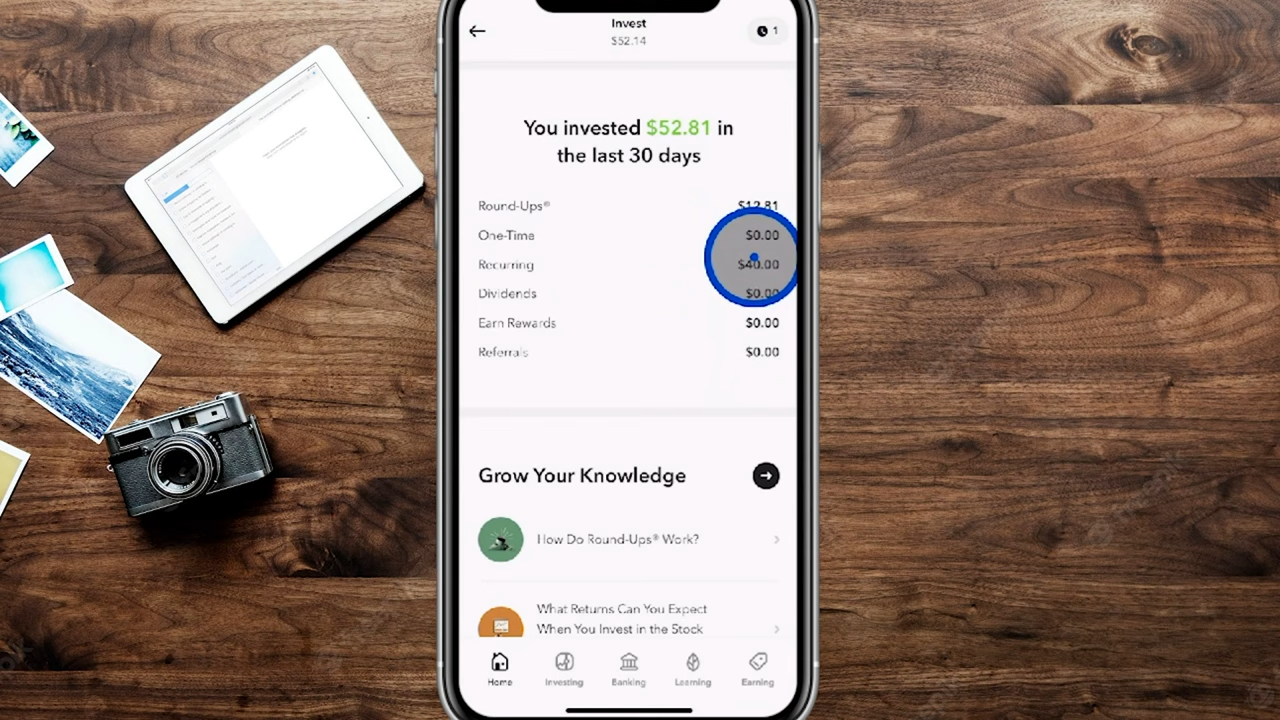 Invest
$52.14
1
You invested $52.81 in
the last 30 days
Round-Ups® $12.81
One-Time $0.00
Recurring $40.00
Dividends $0.00
Earn Rewards $0.00
Referrals $0.00
Grow Your Knowledge
How Do Round-Ups® Work?
What Returns Can You Expect
When You Invest in the Stock
Home Investing Banking Learning Earning